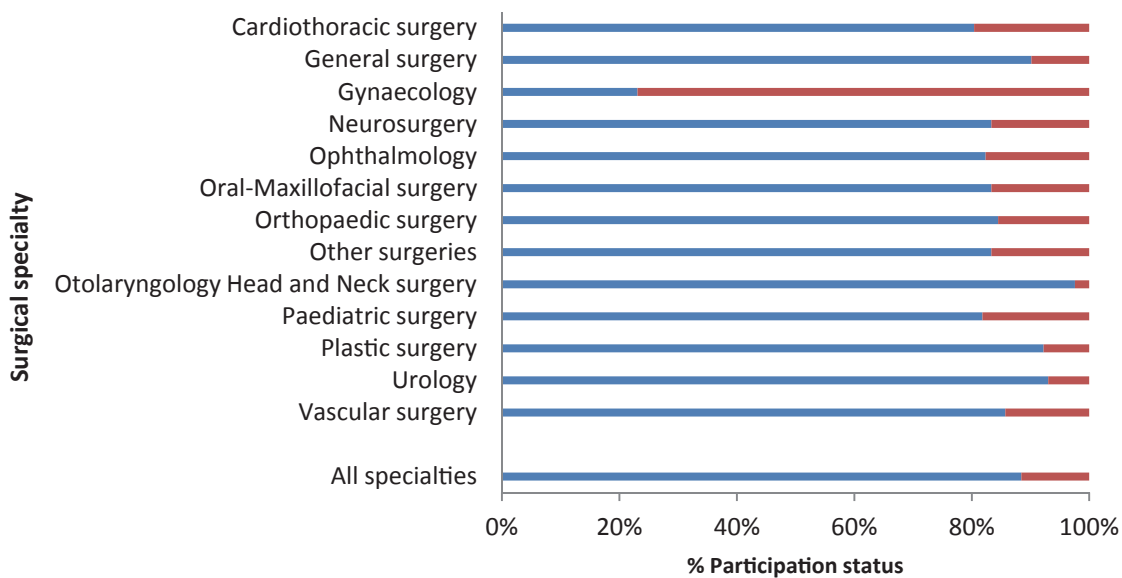 Cardiothoracic surgery
General surgery
Gynaecology
Neurosurgery
Ophthalmology
Oral-Maxillofacial surgery
Orthopaedic surgery
Other surgeries
Otolaryngology Head and Neck surgery
Paediatric surgery
Plastic surgery
Urology
Vascular surgery
All specialties
Surgical specialty
0% 20% 40% 60% 80% 100%
% Participation status